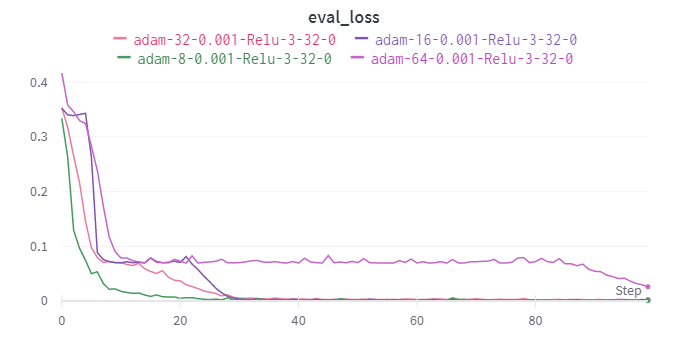 eval_loss
adam-32-0.001-Relu-3-32-0 adam-16-0.001-Relu-3-32-0
adam-8-0.001-Relu-3-32-0 adam-64-0.001-Relu-3-32-0
0.4
0.3
0.2
0.1
Step
0
0 20 40 60 80